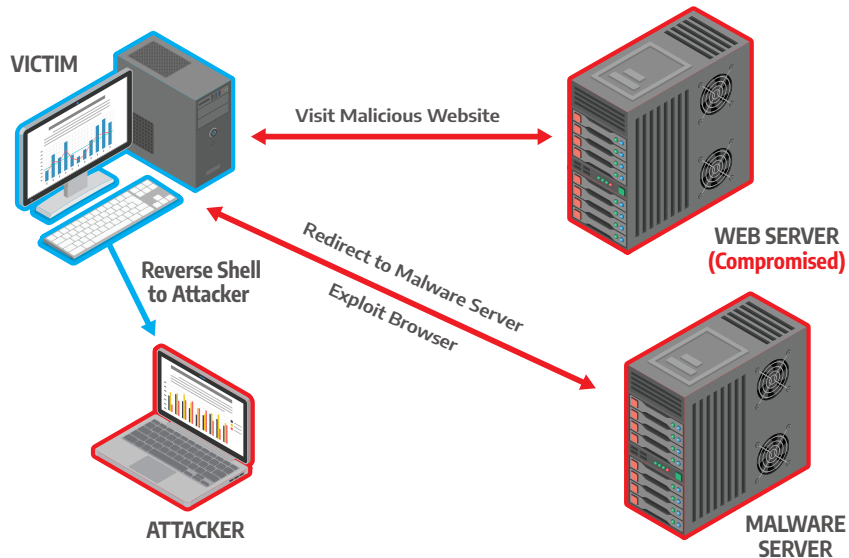 VICTIM
Visit Malicious Website
WEB SERVER
(Compromised)
Redirect to Malware Server
Exploit Browser
Reverse Shell
to Attacker
ATTACKER
MALWARE
SERVER